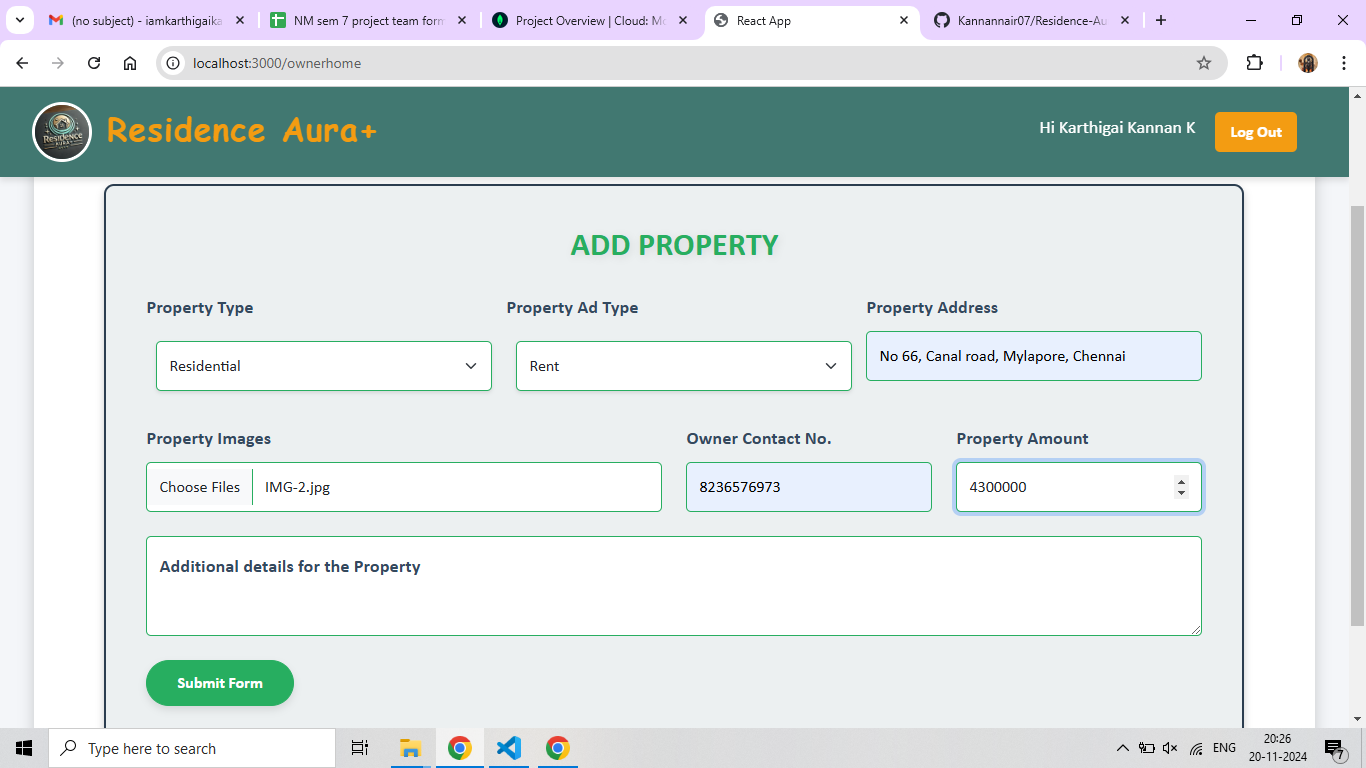 (no subject) - iamkarthigaika
NM sem 7 project team form
Project Overview | Cloud: Mo
React App
Kannannair07/Residence-Au
localhost:3000/ownerhome
Residence Aura+
Hi Karthigai Kannan K
Log Out
ADD PROPERTY
Property Type
Property Ad Type
Property Address
Residential
Rent
No 66, Canal road, Mylapore, Chennai
Property Images
Owner Contact No.
Property Amount
Choose Files
IMG-2.jpg
8236576973
4300000
Additional details for the Property
Submit Form
Type here to search
ENG
20:26
20-11-2024
7